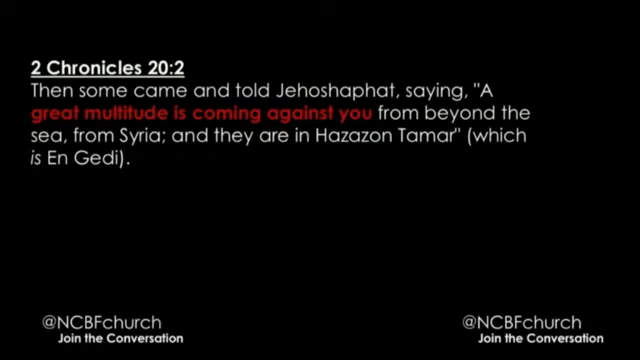 2 Chronicles 20:2
Then some came and told Jehoshaphat, saying, "A
great multitude is coming against you from beyond the
sea, from Syria; and they are in Hazazon Tamar" (which
is En Gedi).
@NCBFchurch
Join the Conversation
@NCBFchurch
Join the Conversation